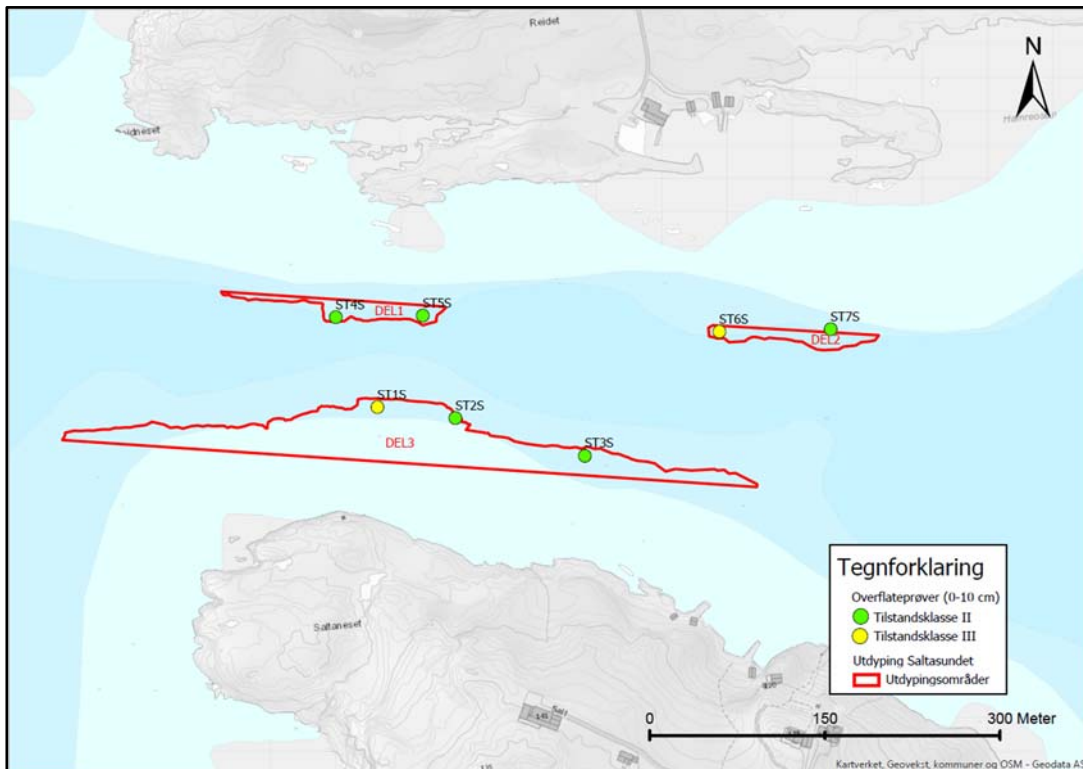 Reidet
N
ST4S
ST5S
DEL1
ST6S
ST7S
DEL2
ST1S
ST2S
DEL3
ST3S
Saltaneset
Salt
Tegnforklaring
Overflateprøver (0-10 cm)
Tilstandsklasse II
Tilstandsklasse III
Utdyping Saltasundet
Utdypingsområder
0 150 300 Meter
Kartverket, Geovekst, kommuner og OSM - Geodata AS